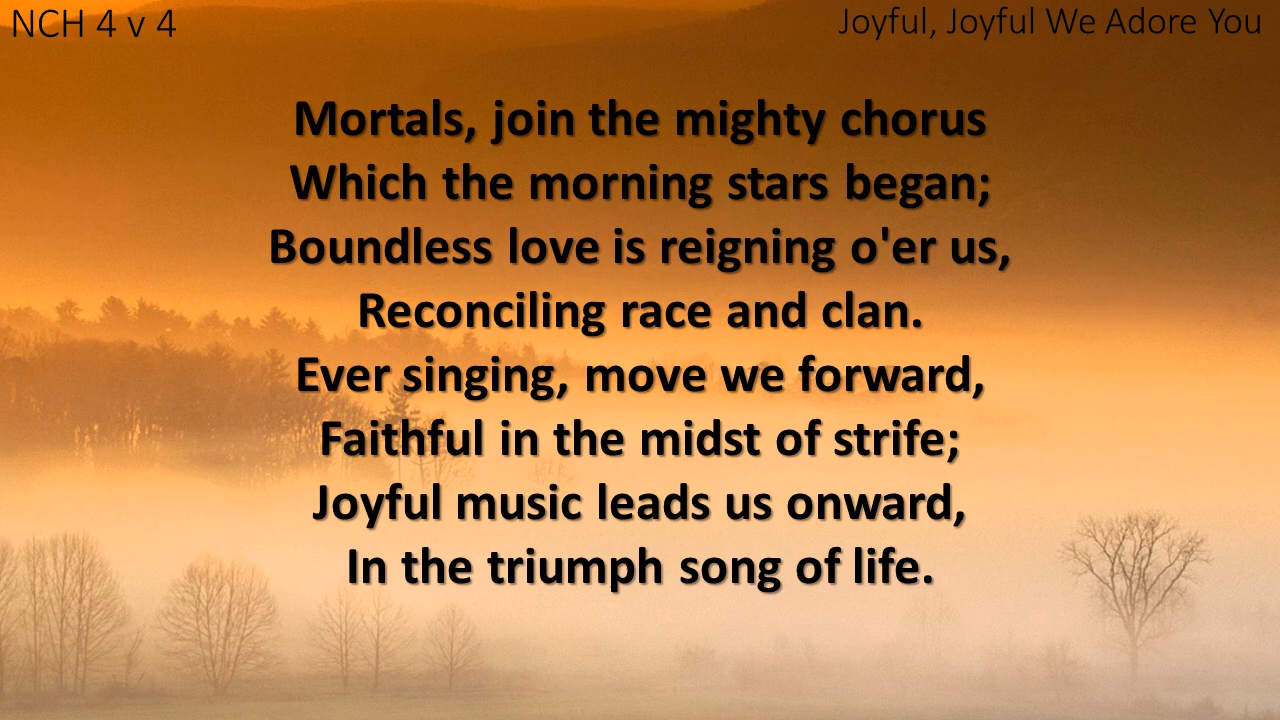 NCH 4 v 4
Joyful, Joyful We Adore You
Mortals, join the mighty chorus
Which the morning stars began;
Boundless love is reigning o'er us,
Reconciling race and clan.
Ever singing, move we forward,
Faithful in the midst of strife;
Joyful music leads us onward,
In the triumph song of life.